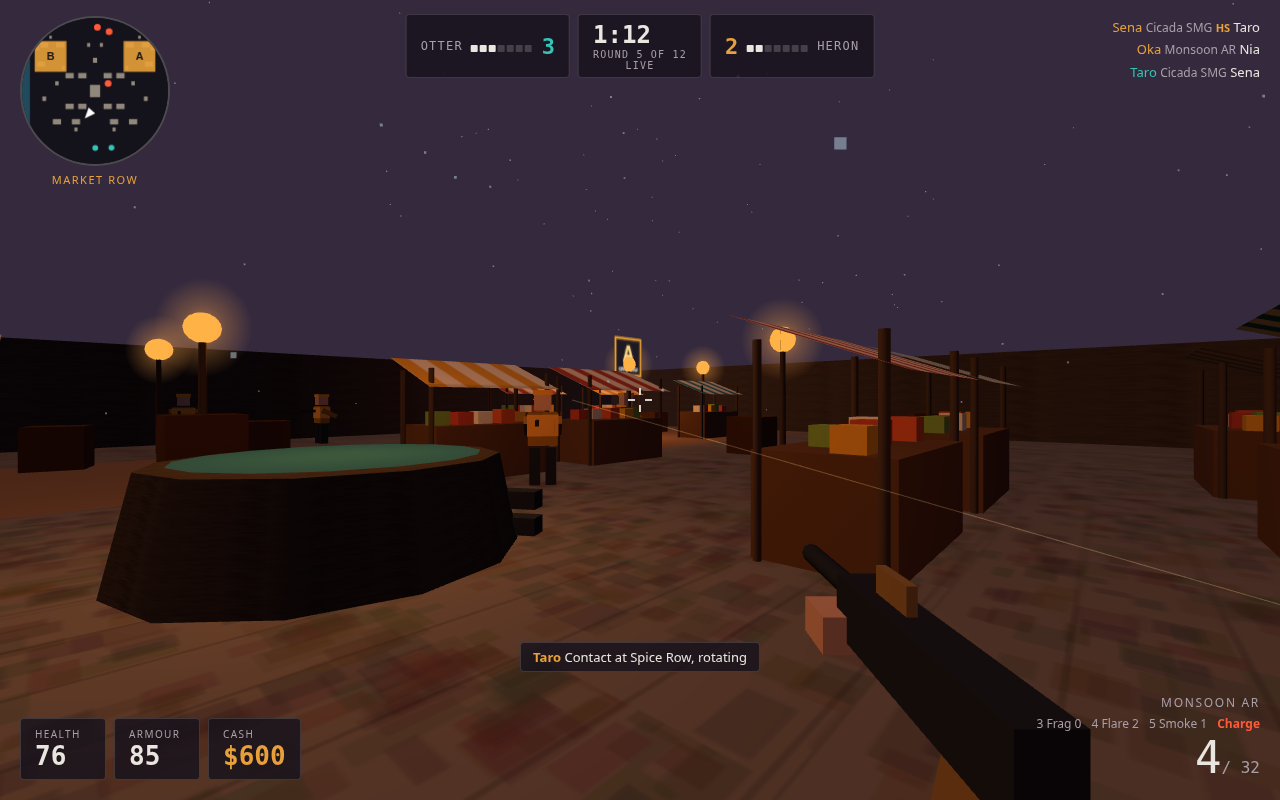 B
A
MARKET ROW
OTTER 3
1:12
ROUND 5 OF 12
LIVE
2 HERON
Sena Cicada SMG HS Taro
Oka Monsoon AR Nia
Taro Cicada SMG Sena
A
Taro Contact at Spice Row, rotating
HEALTH
76
ARMOUR
85
CASH
$600
MONSOON AR
3 Frag 0 4 Flare 2 5 Smoke 1 Charge
4 / 32